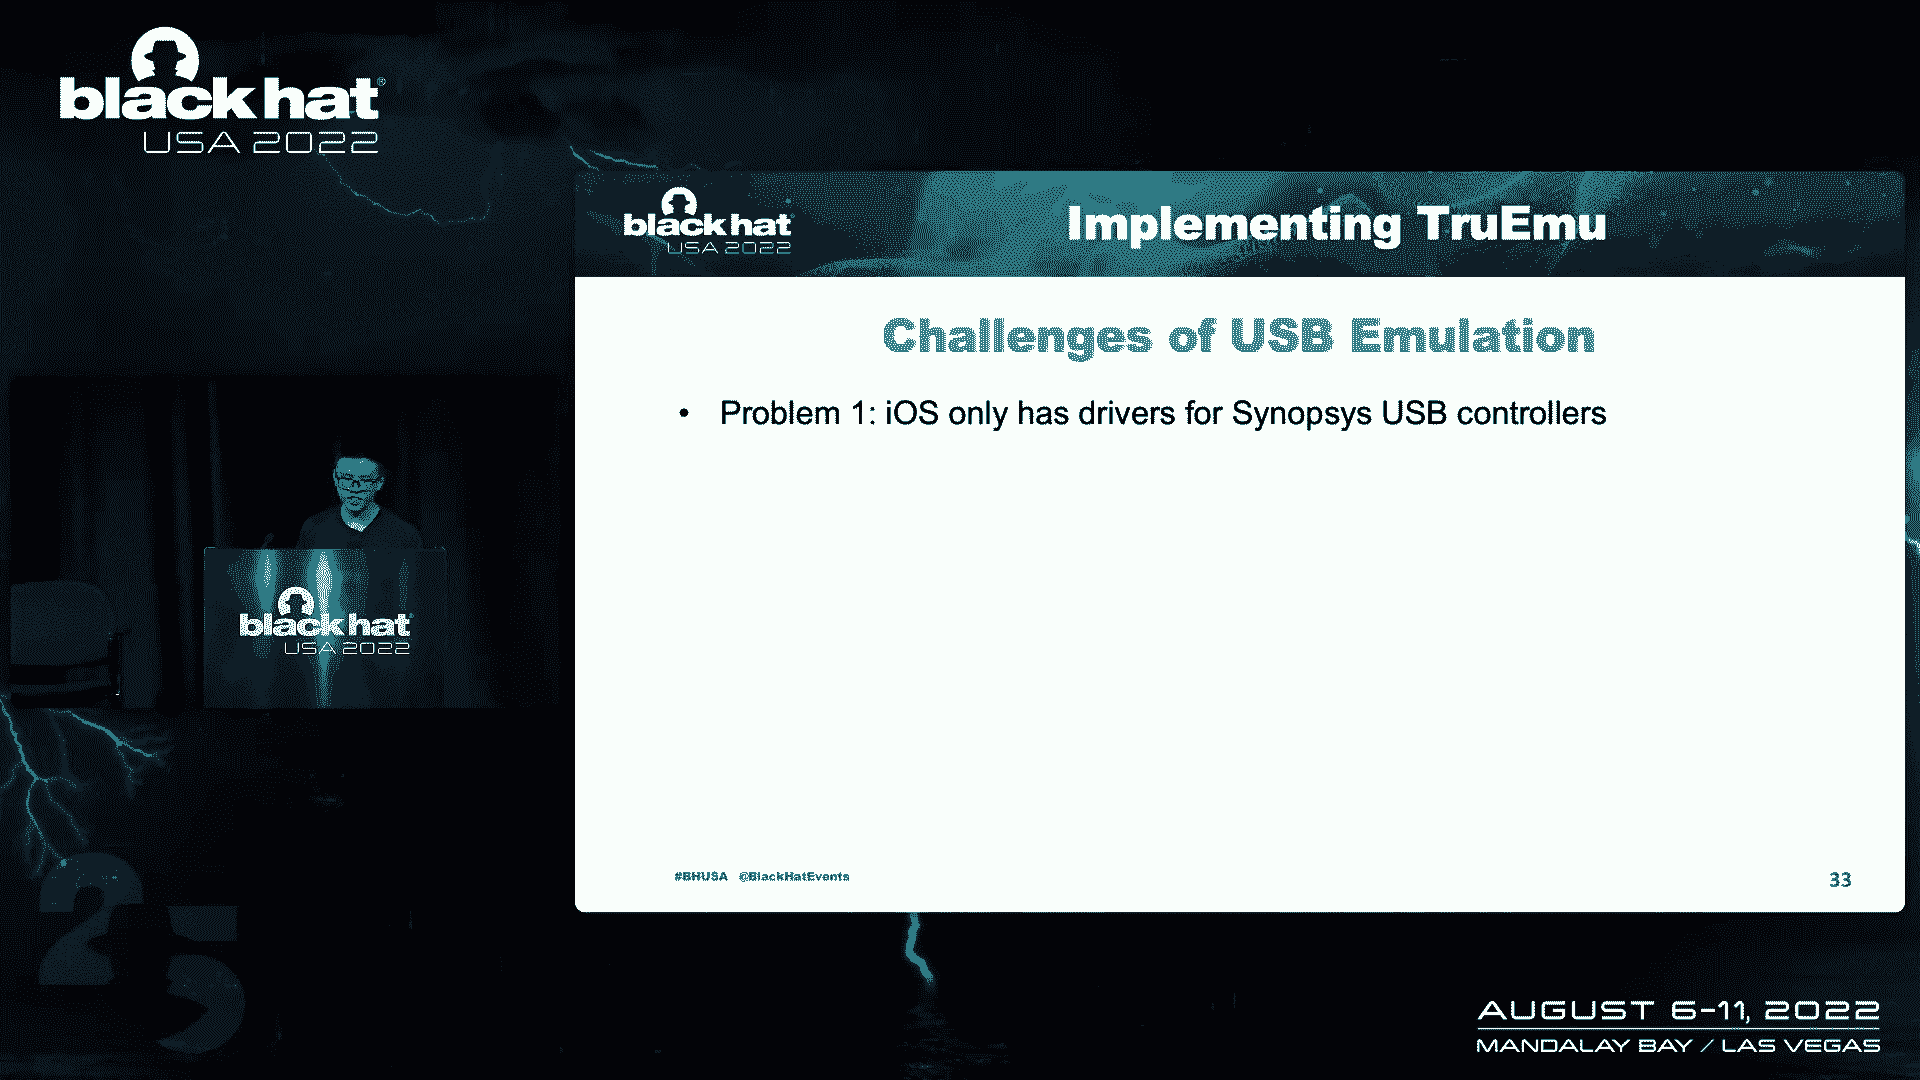 black hat®
USA 2022
black hat
USA 2022
Implementing TruEmu
Challenges of USB Emulation
• Problem 1: iOS only has drivers for Synopsys USB controllers
black hat
USA 2022
#BHUSA @BlackHatEvents
33
25
AUGUST 6-11, 2022
MANDALAY BAY / LAS VEGAS